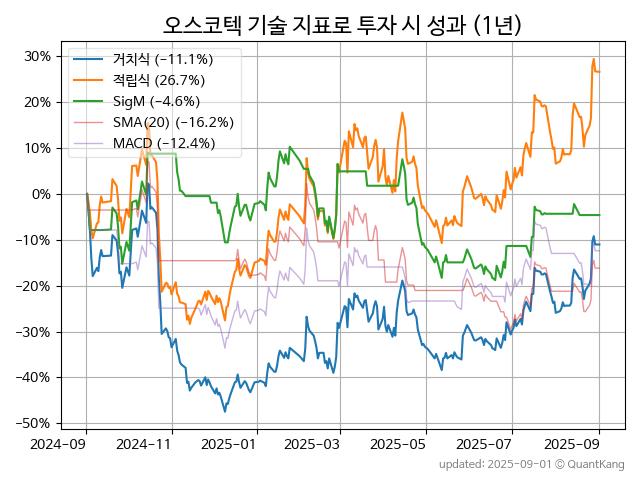 오스코텍 기술 지표로 투자 시 성과 (1년)
거치식 (−11.1%)
적립식 (26.7%)
SigM (−4.6%)
SMA(20) (−16.2%)
MACD (−12.4%)
30%
20%
10%
0%
−10%
−20%
−30%
−40%
−50%
2024-09 2024-11 2025-01 2025-03 2025-05 2025-07 2025-09
updated: 2025-09-01 © QuantKang